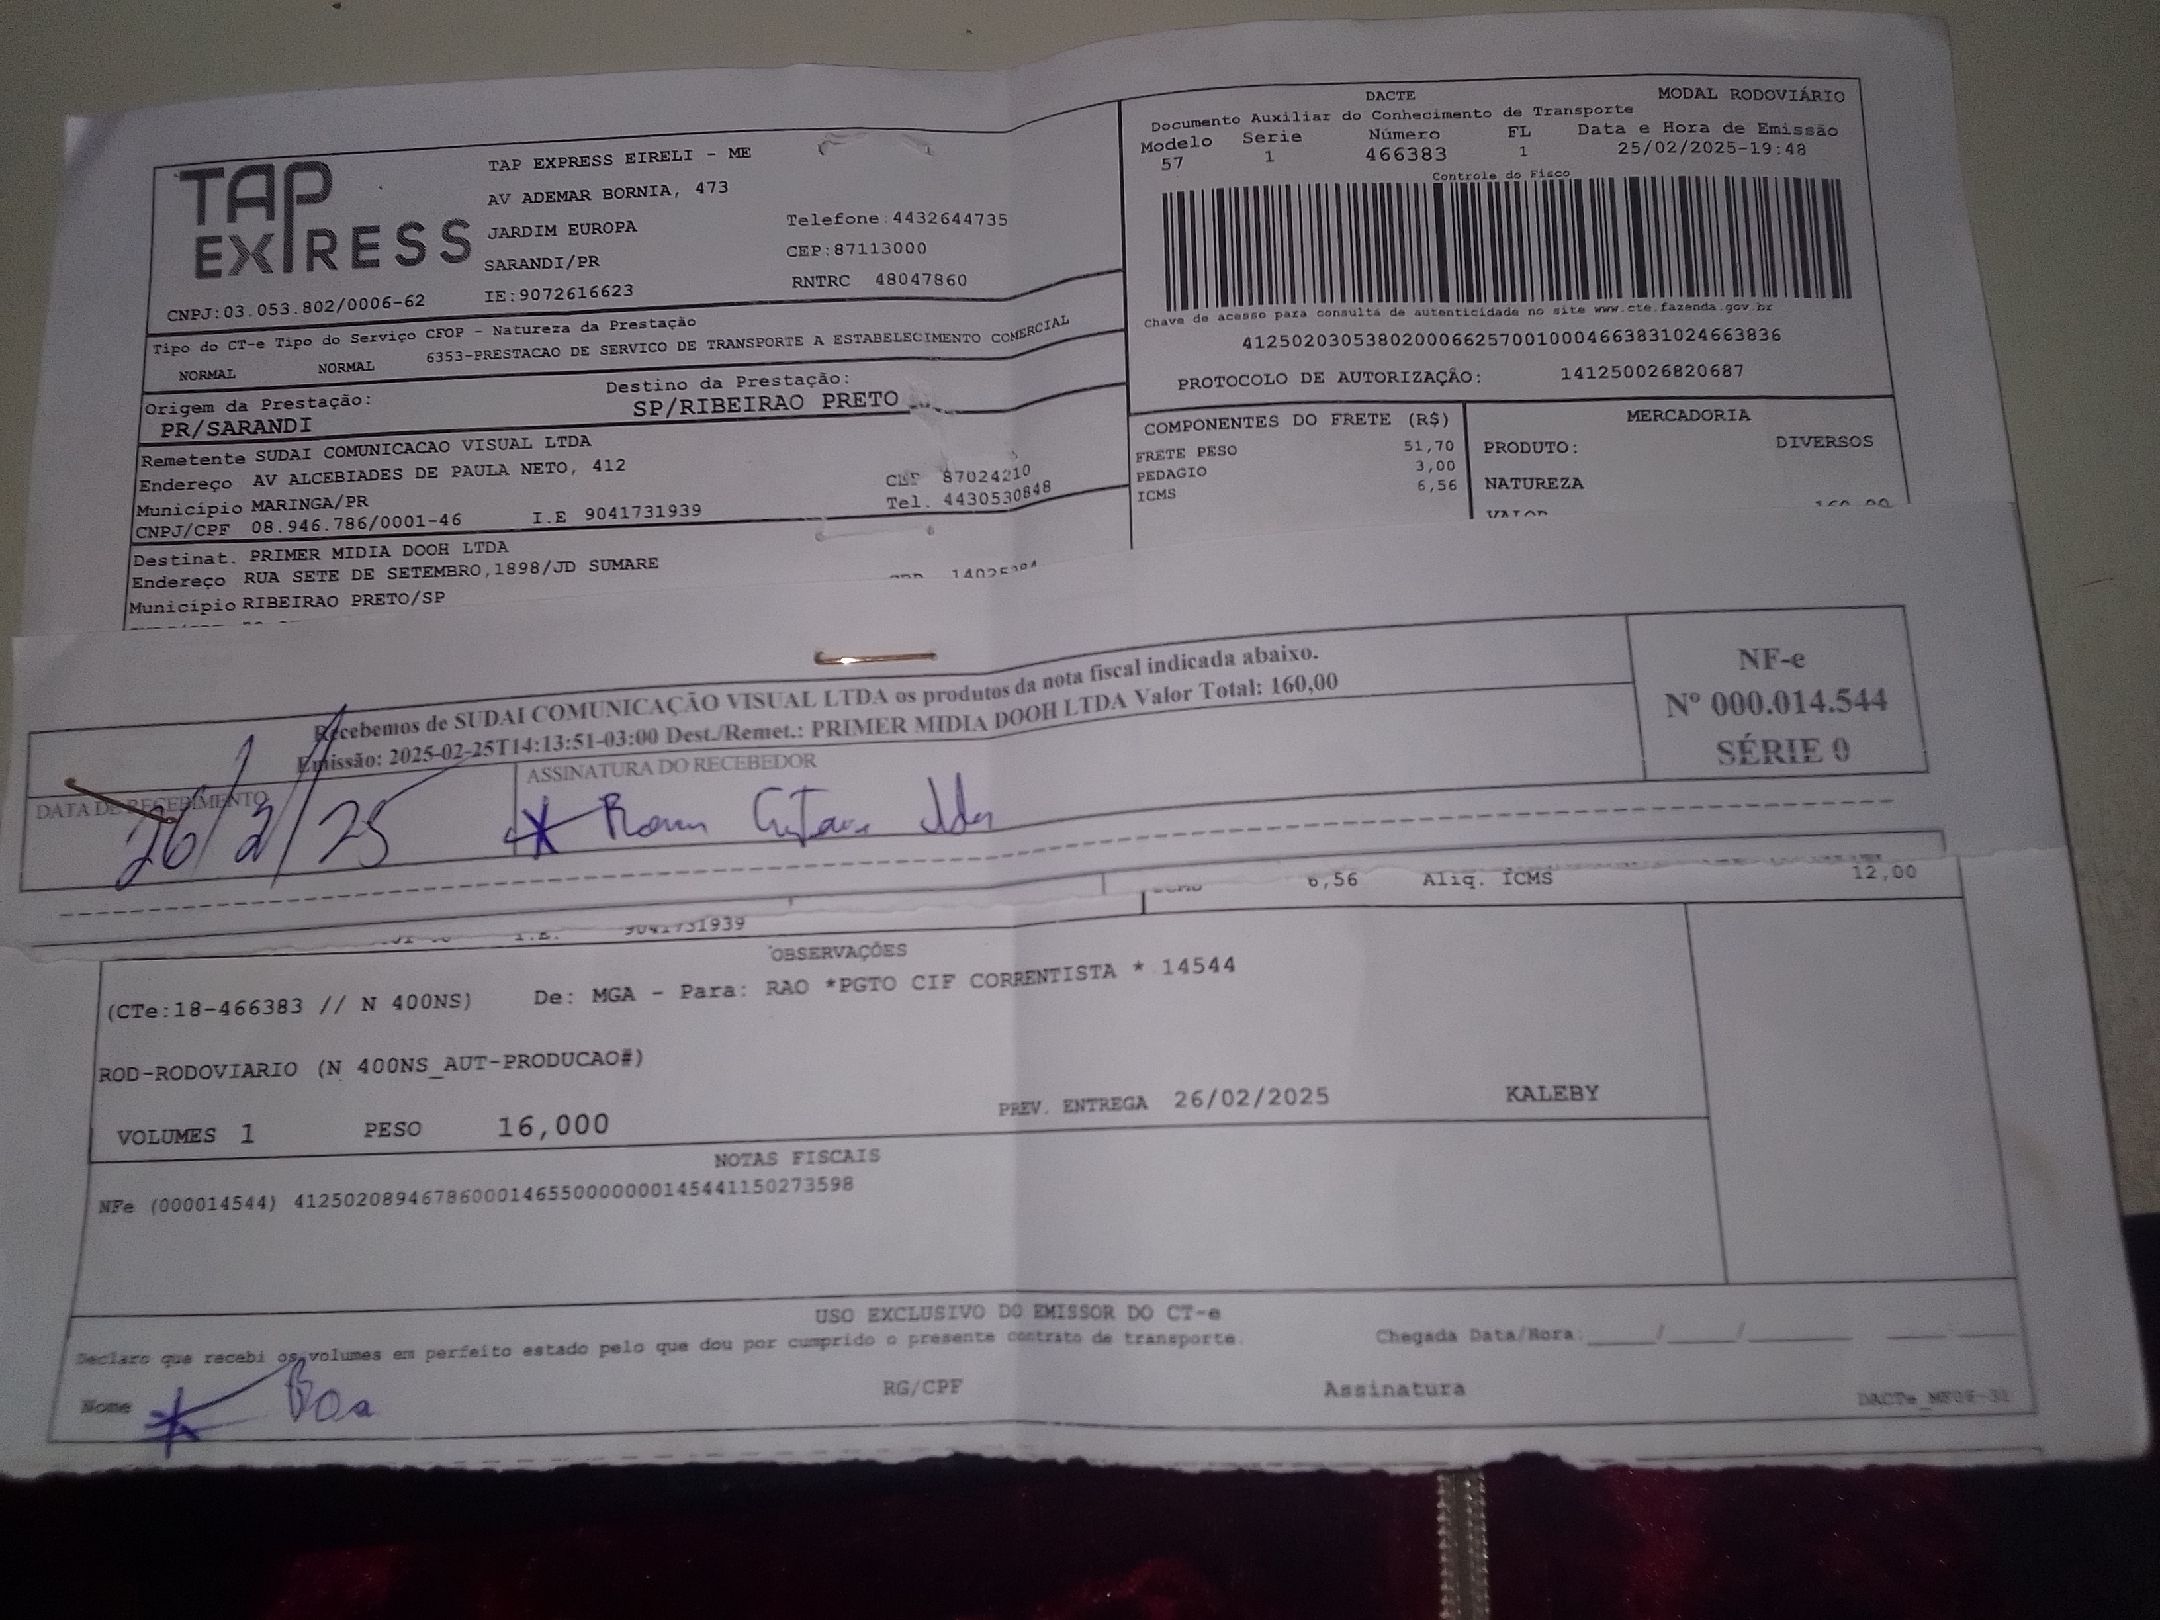 DACTE MODAL RODOVIÁRIO
Documento Auxiliar do Conhecimento de Transporte
Modelo Serie Número FL Data e Hora de Emissão
57 1 466383 1 25/02/2025-19:48
Controle do Fisco
Chave de acesso para consulta de autenticidade no site www.cte.fazenda.gov.br
41250203053802000662570010004663831024663836
PROTOCOLO DE AUTORIZAÇÃO: 141250026820687
TAP EXPRESS
TAP EXPRESS EIRELI - ME
AV ADEMAR BORNIA, 473
JARDIM EUROPA Telefone:4432644735
SARANDI/PR CEP:87113000
CNPJ:03.053.802/0006-62 IE:9072616623 RNTRC 48047860
Tipo do CT-e Tipo do Serviço CFOP - Natureza da Prestação
NORMAL NORMAL 6353-PRESTACAO DE SERVICO DE TRANSPORTE A ESTABELECIMENTO COMERCIAL
Origem da Prestação: Destino da Prestação:
PR/SARANDI SP/RIBEIRAO PRETO
Remetente SUDAI COMUNICACAO VISUAL LTDA
Endereço AV ALCEBIADES DE PAULA NETO, 412 CEP 87024210
Município MARINGA/PR Tel. 4430530848
CNPJ/CPF 08.946.786/0001-46 I.E 9041731939
Destinat. PRIMER MIDIA DOOH LTDA
Endereço RUA SETE DE SETEMBRO,1898/JD SUMARE
Município RIBEIRAO PRETO/SP
COMPONENTES DO FRETE (R$)
FRETE PESO 51,70
PEDAGIO 3,00
ICMS 6,56
MERCADORIA
PRODUTO: DIVERSOS
NATUREZA
VALOR 160,00
Recebemos de SUDAI COMUNICAÇÃO VISUAL LTDA os produtos da nota fiscal indicada abaixo.
Emissão: 2025-02-25T14:13:51-03:00 Dest./Remet.: PRIMER MIDIA DOOH LTDA Valor Total: 160,00
DATA DE RECEBIMENTO ASSINATURA DO RECEBEDOR
26/2/25
NF-e
Nº 000.014.544
SÉRIE 0
6,56 Aliq. ICMS 12,00
I.E. 9041731939
OBSERVAÇÕES
(CTe:18-466383 // N 400NS) De: MGA - Para: RAO *PGTO CIF CORRENTISTA * 14544
ROD-RODOVIARIO (N 400NS_AUT-PRODUCAO#)
VOLUMES 1 PESO 16,000 PREV. ENTREGA 26/02/2025 KALEBY
NOTAS FISCAIS
NFe (000014544) 41250208946786000146550000000145441150273598
USO EXCLUSIVO DO EMISSOR DO CT-e
Declaro que recebi os volumes em perfeito estado pelo que dou por cumprido o presente contrato de transporte. Chegada Data/Hora:
Nome RG/CPF Assinatura